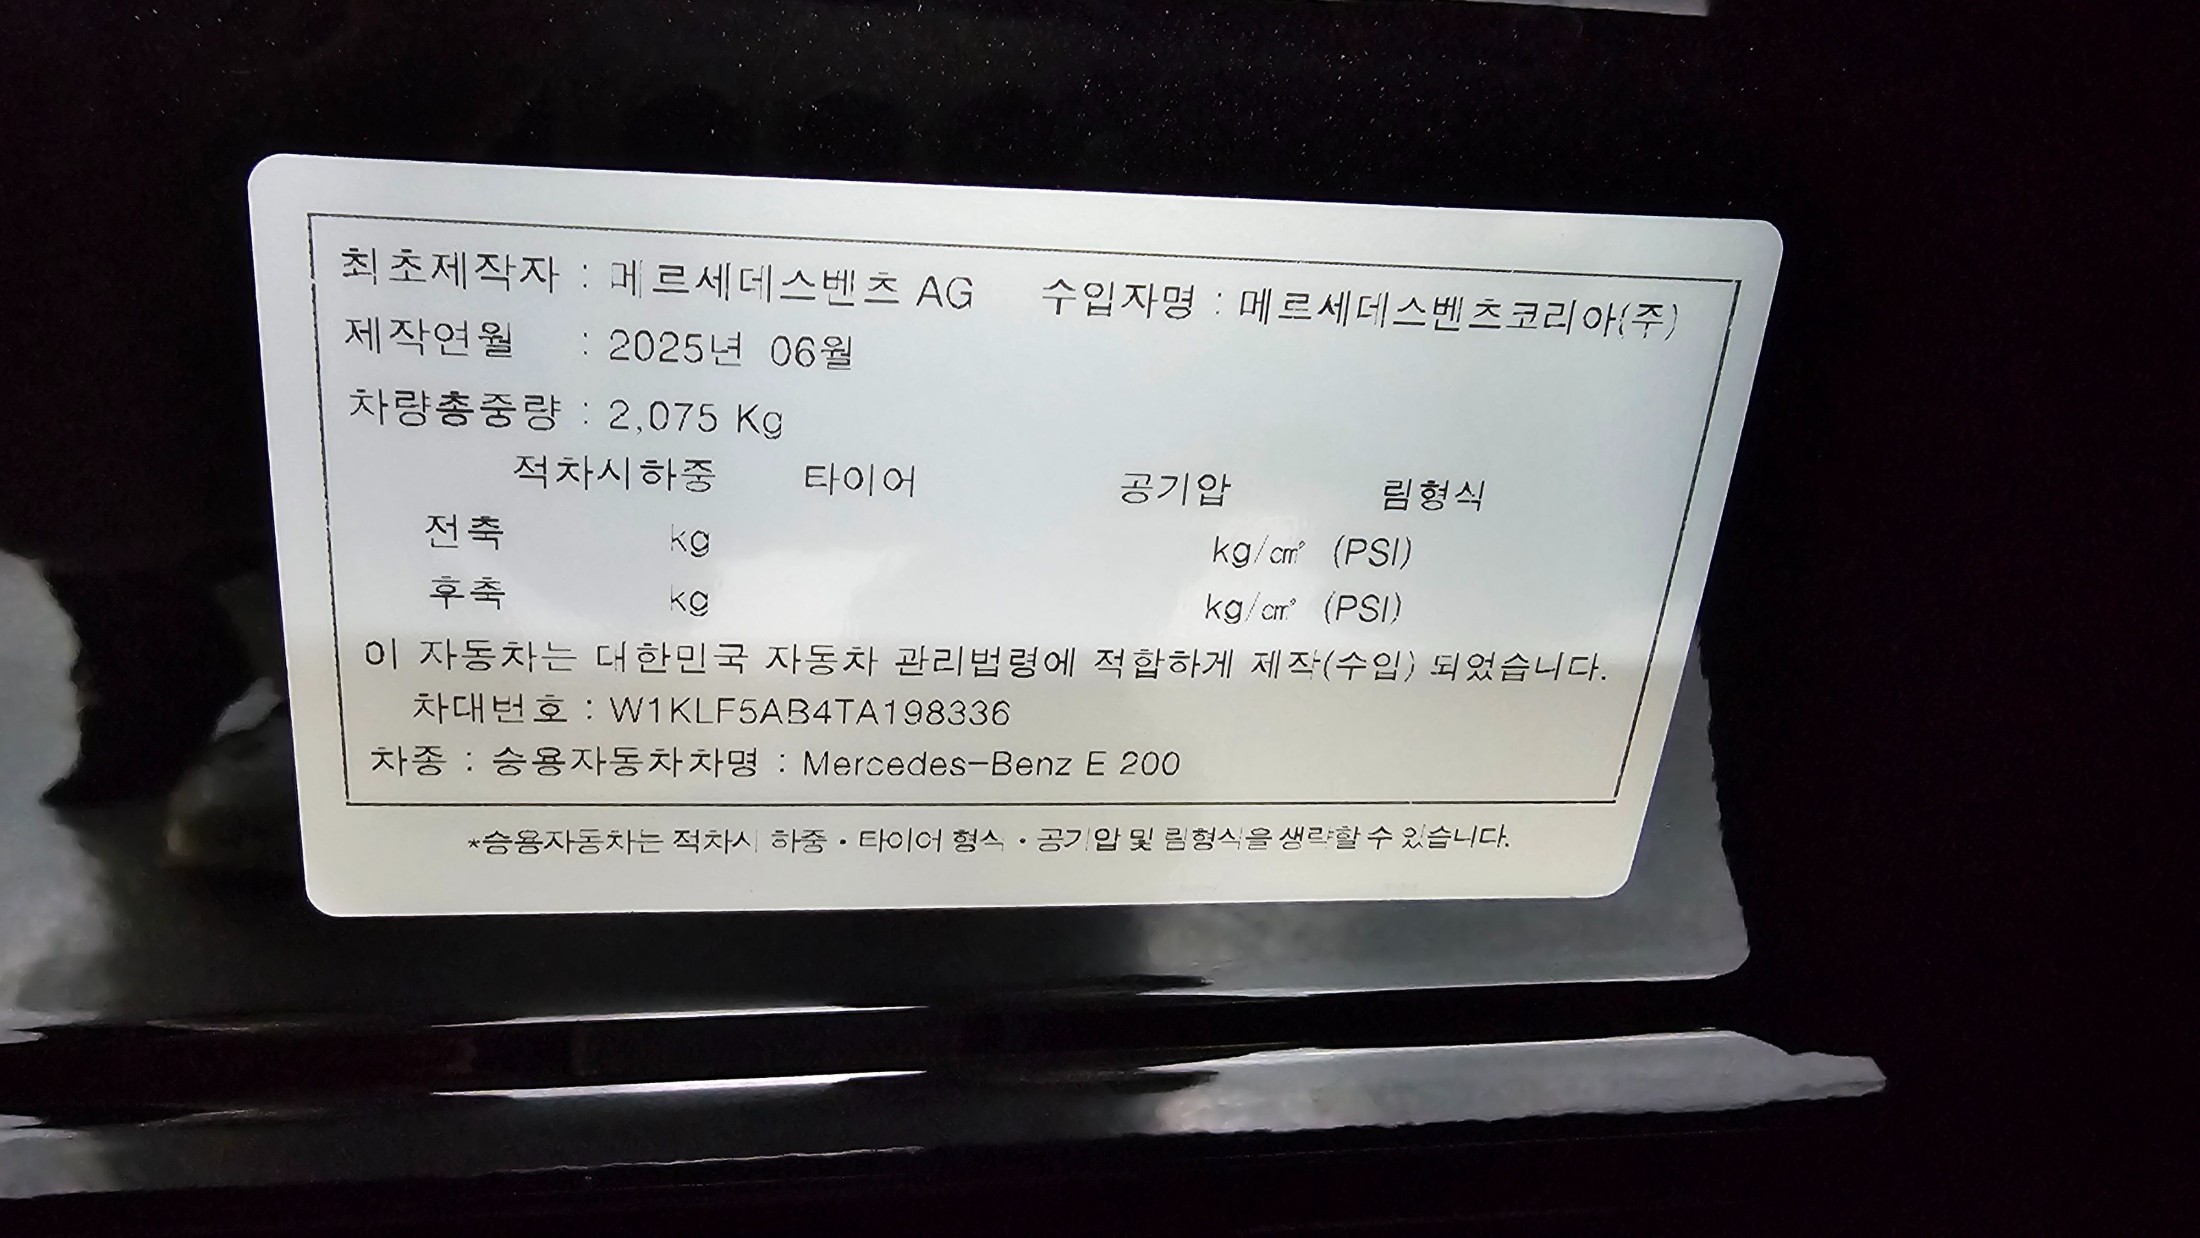 최초제작자 : 메르세데스벤츠 AG 수입자명 : 메르세데스벤츠코리아(주)
제작연월 : 2025년 06월
차량총중량 : 2,075 Kg
적차시하중 타이어 공기압 림형식
전축 kg kg/㎠ (PSI)
후축 kg kg/㎠ (PSI)
이 자동차는 대한민국 자동차 관리법령에 적합하게 제작(수입) 되었습니다.
차대번호 : W1KLF5AB4TA198336
차종 : 승용자동차차명 : Mercedes-Benz E 200
*승용자동차는 적차시 하중 · 타이어 형식 · 공기압 및 림형식을 생략할 수 있습니다.